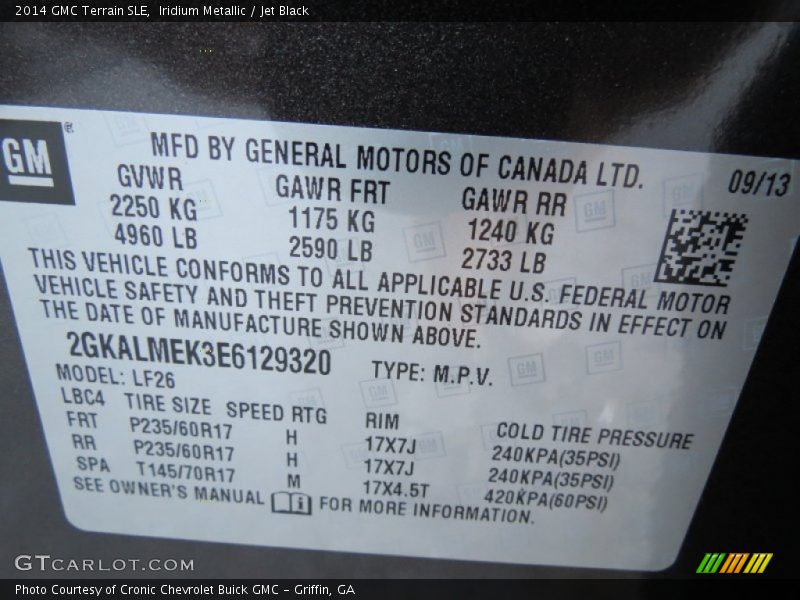 2014 GMC Terrain SLE, Iridium Metallic / Jet Black
GM®
MFD BY GENERAL MOTORS OF CANADA LTD.
09/13
GVWR GAWR FRT GAWR RR
2250 KG 1175 KG 1240 KG
4960 LB 2590 LB 2733 LB
THIS VEHICLE CONFORMS TO ALL APPLICABLE U.S. FEDERAL MOTOR
VEHICLE SAFETY AND THEFT PREVENTION STANDARDS IN EFFECT ON
THE DATE OF MANUFACTURE SHOWN ABOVE.
2GKALMEK3E6129320 TYPE: M.P.V.
MODEL: LF26
LBC4 TIRE SIZE SPEED RTG RIM COLD TIRE PRESSURE
FRT P235/60R17 H 17X7J 240KPA(35PSI)
RR P235/60R17 H 17X7J 240KPA(35PSI)
SPA T145/70R17 M 17X4.5T 420KPA(60PSI)
SEE OWNER'S MANUAL FOR MORE INFORMATION.
GTCARLOT.COM
Photo Courtesy of Cronic Chevrolet Buick GMC - Griffin, GA